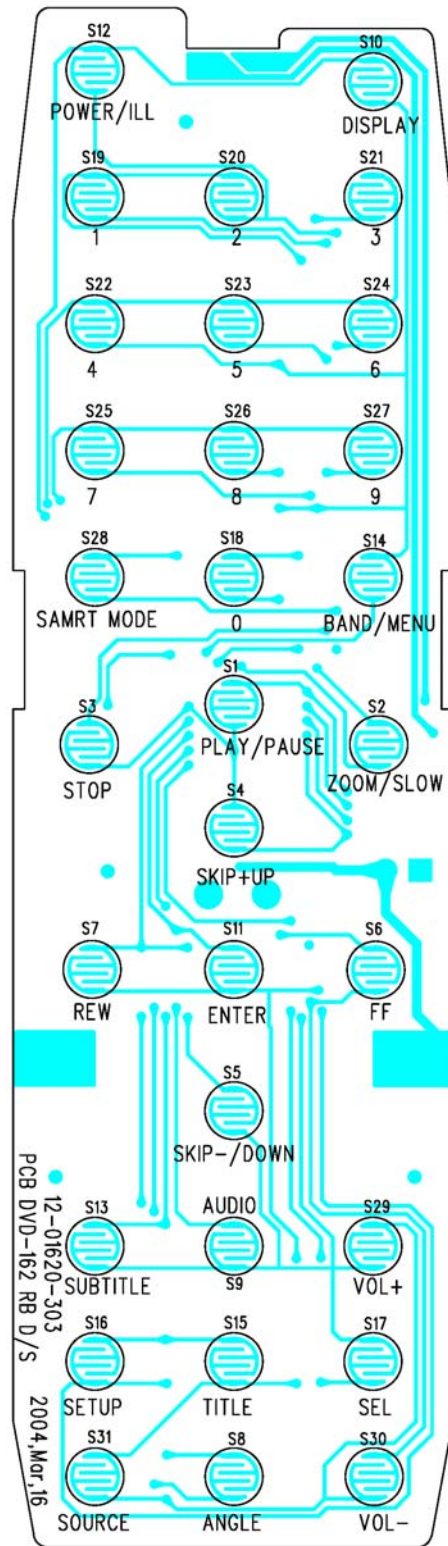 S12 S10
POWER/ILL DISPLAY
S19 S20 S21
1 2 3
S22 S23 S24
4 5 6
S25 S26 S27
7 8 9
S28 S18 S14
SAMRT MODE 0 BAND/MENU
S3 S1 S2
STOP PLAY/PAUSE ZOOM/SLOW
S4
SKIP+UP
S7 S11 S6
REW ENTER FF
S5
SKIP-/DOWN
S13 AUDIO S29
SUBTITLE S9 VOL+
S16 S15 S17
SETUP TITLE SEL
S31 S8 S30
SOURCE ANGLE VOL-
12-01620-303
PCB DVD-162 RB D/S 2004,Mar,16